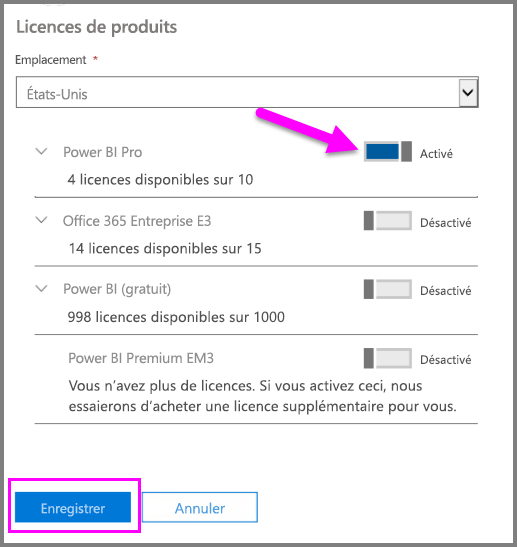 Licences de produits
Emplacement *
États-Unis
Power BI Pro
Activé
4 licences disponibles sur 10
Office 365 Entreprise E3
Désactivé
14 licences disponibles sur 15
Power BI (gratuit)
Désactivé
998 licences disponibles sur 1000
Power BI Premium EM3
Désactivé
Vous n’avez plus de licences. Si vous activez ceci, nous
essaierons d’acheter une licence supplémentaire pour vous.
Enregistrer
Annuler